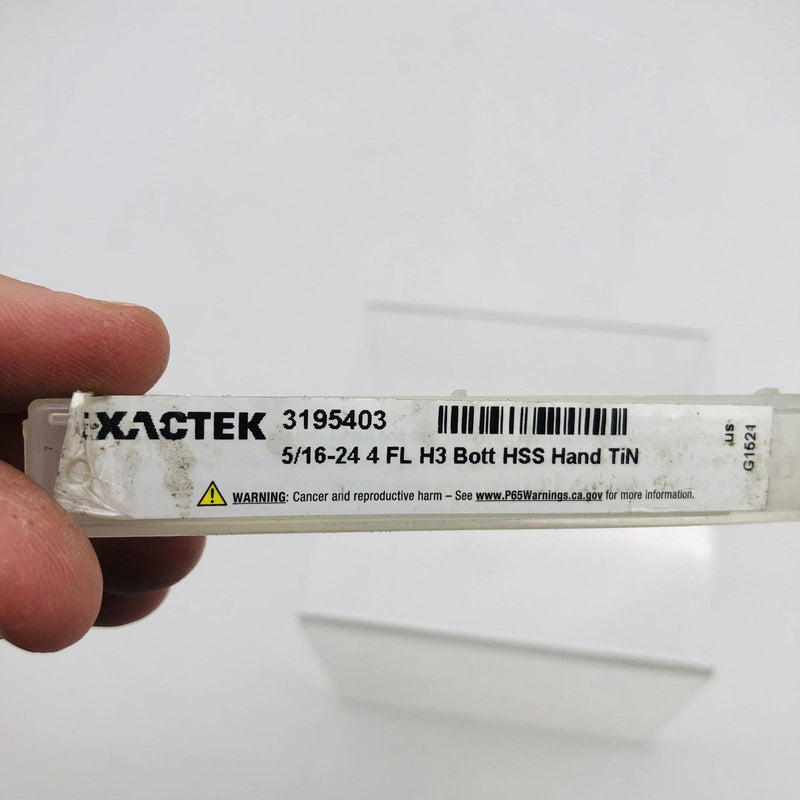 EXACTEK 3195403
5/16-24 4 FL H3 Bott HSS Hand TiN
WARNING: Cancer and reproductive harm – See www.P65Warnings.ca.gov for more information.
us
G1521